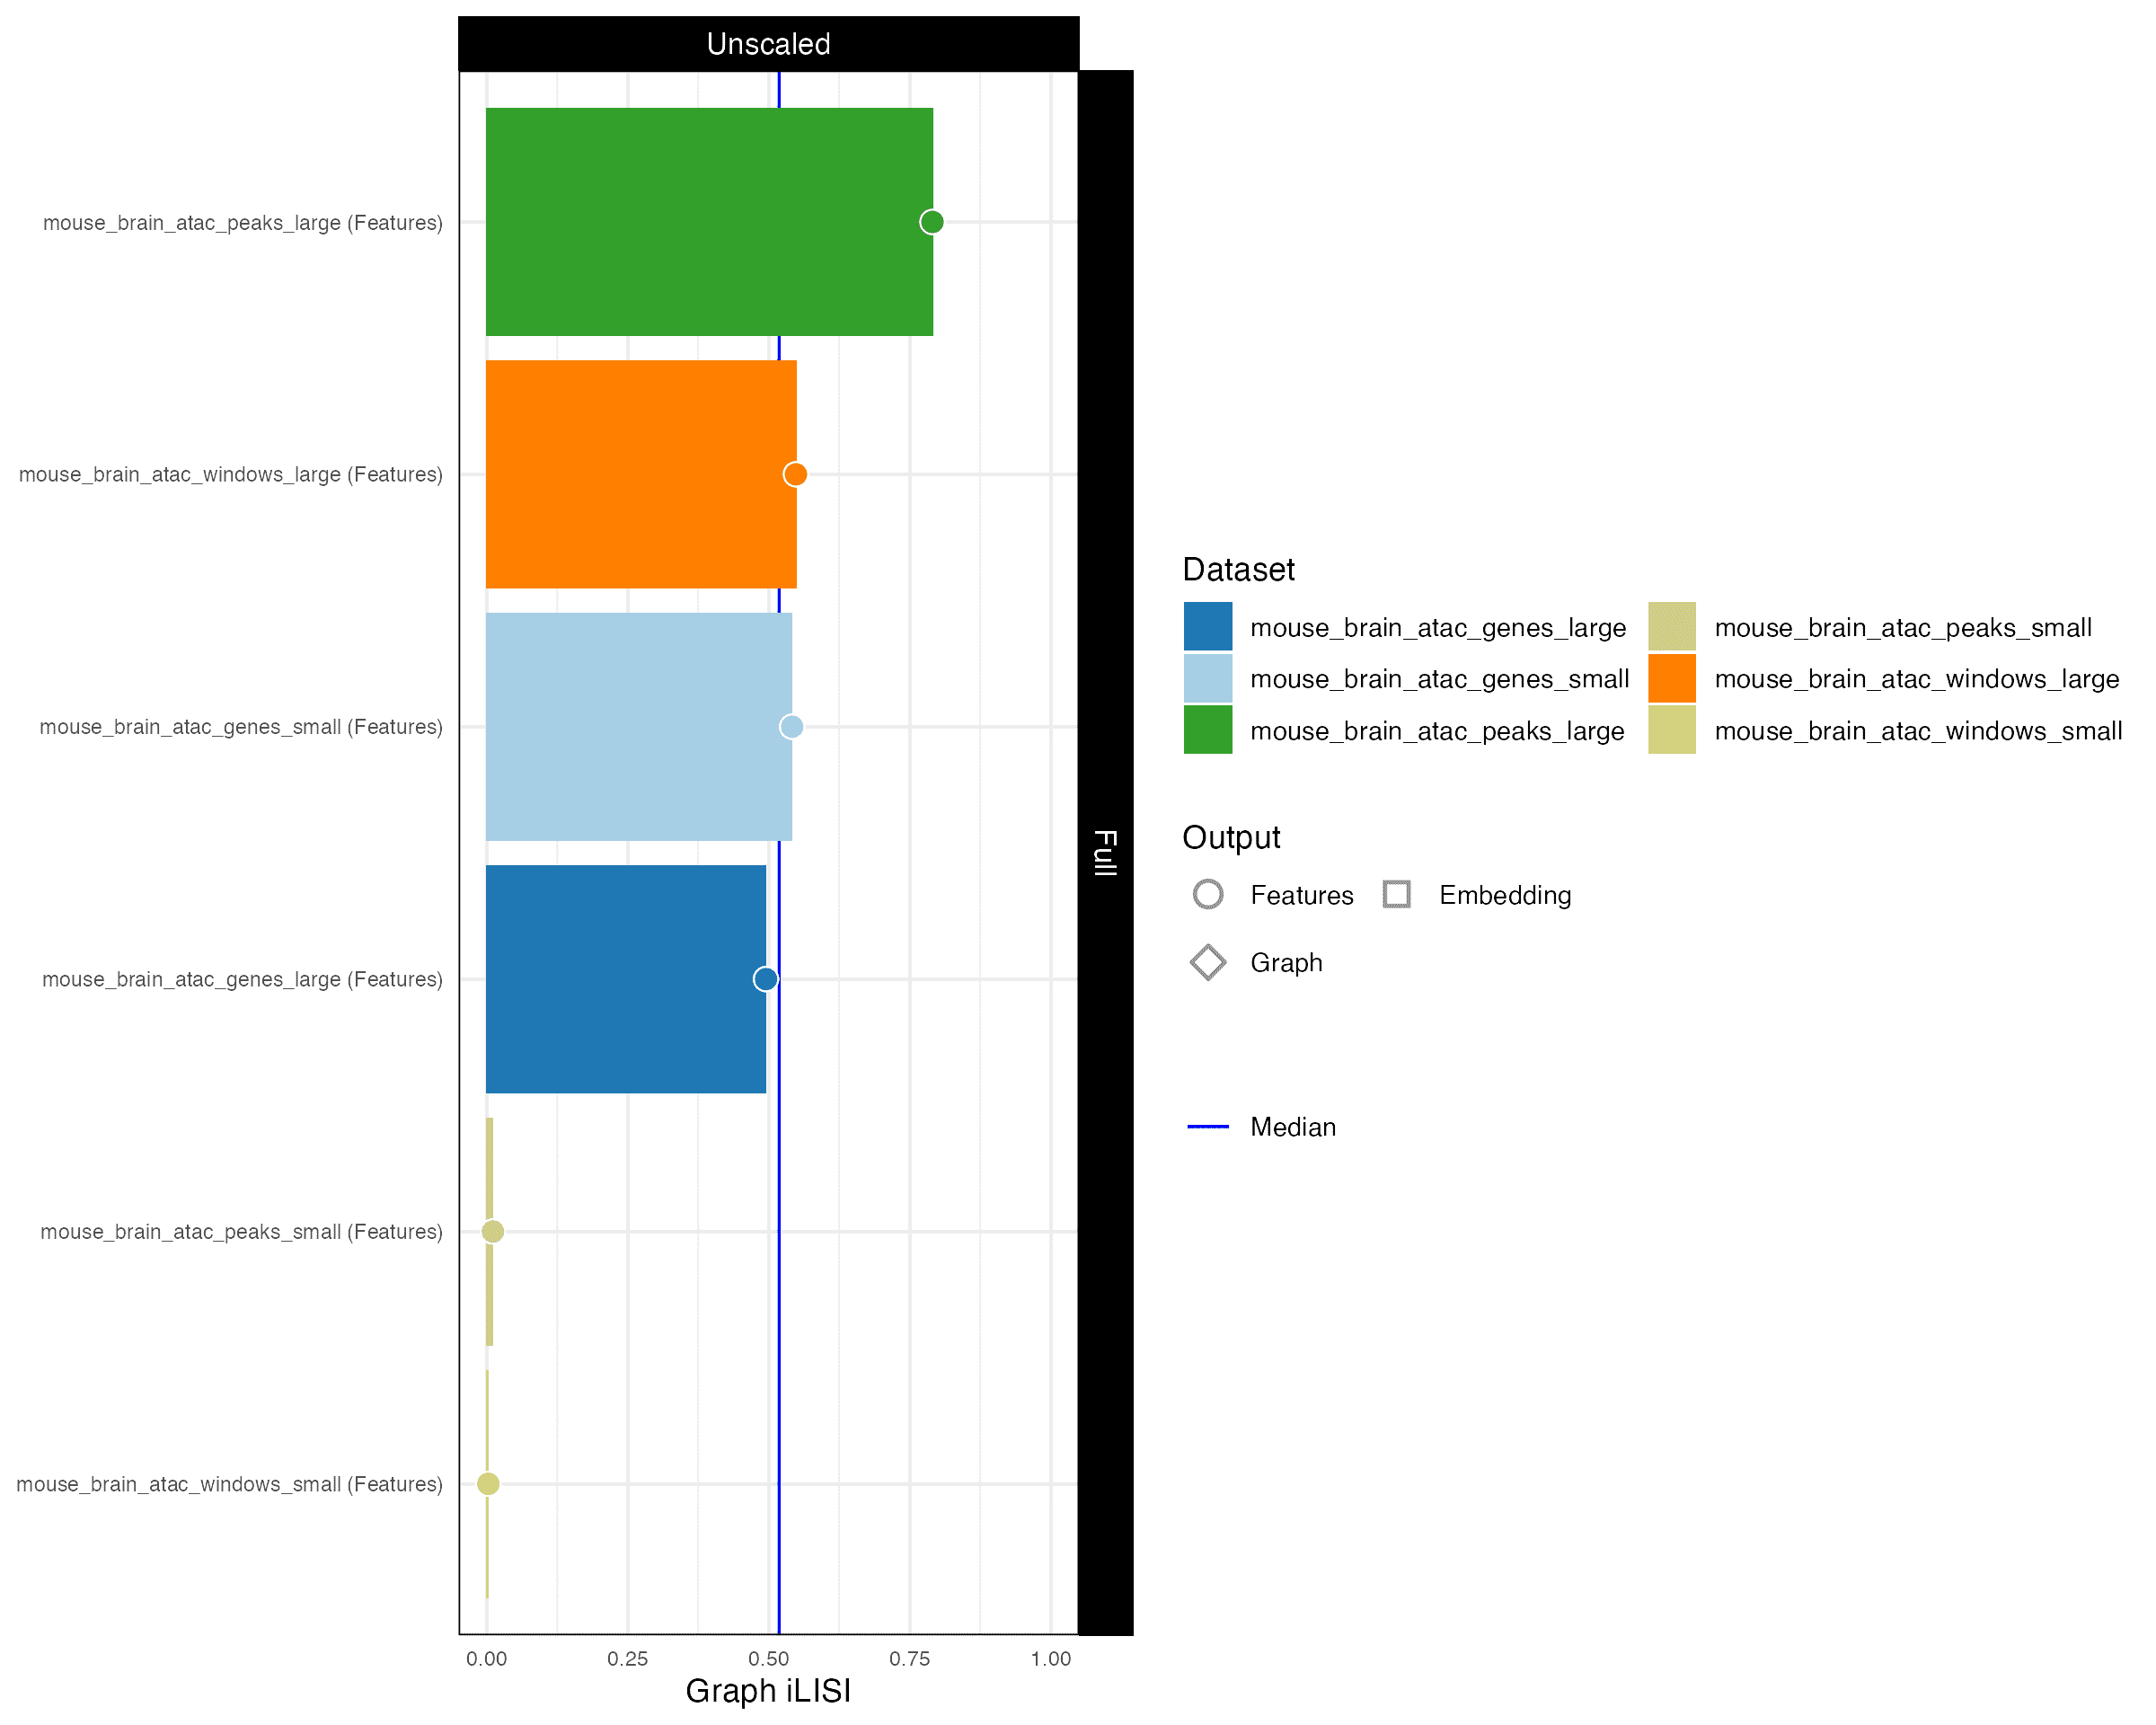 Unscaled
mouse_brain_atac_peaks_large (Features)
mouse_brain_atac_windows_large (Features)
mouse_brain_atac_genes_small (Features)
mouse_brain_atac_genes_large (Features)
mouse_brain_atac_peaks_small (Features)
mouse_brain_atac_windows_small (Features)
0.00 0.25 0.50 0.75 1.00
Graph iLISI
Full
Dataset
mouse_brain_atac_genes_large mouse_brain_atac_peaks_small
mouse_brain_atac_genes_small mouse_brain_atac_windows_large
mouse_brain_atac_peaks_large mouse_brain_atac_windows_small
Output
Features Embedding
Graph
Median